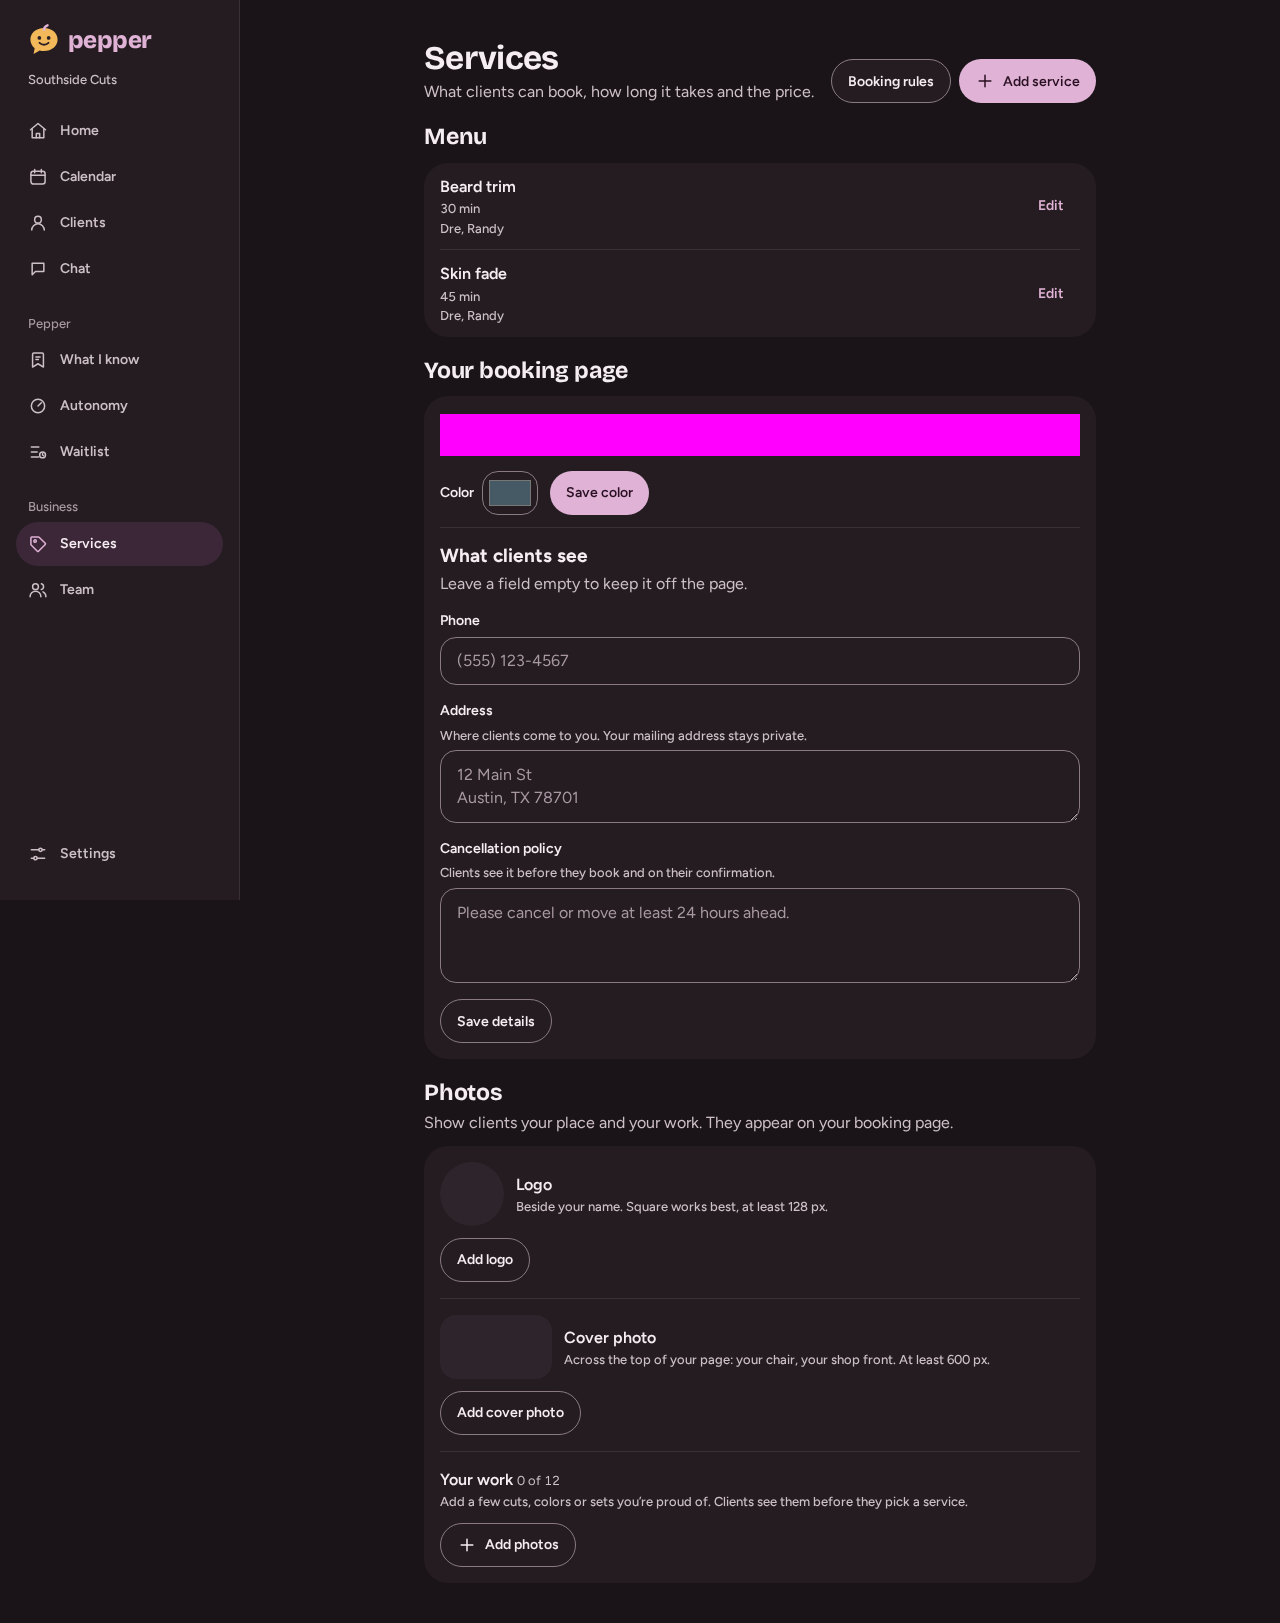 pepper
Southside Cuts
Home
Calendar
Clients
Chat
Pepper
What I know
Autonomy
Waitlist
Business
Services
Team
Settings
Services
What clients can book, how long it takes and the price.
Booking rules
Add service
Menu
Beard trim
30 min
Dre, Randy
Edit
Skin fade
45 min
Dre, Randy
Edit
Your booking page
Color
Save color
What clients see
Leave a field empty to keep it off the page.
Phone
(555) 123-4567
Address
Where clients come to you. Your mailing address stays private.
12 Main St
Austin, TX 78701
Cancellation policy
Clients see it before they book and on their confirmation.
Please cancel or move at least 24 hours ahead.
Save details
Photos
Show clients your place and your work. They appear on your booking page.
Logo
Beside your name. Square works best, at least 128 px.
Add logo
Cover photo
Across the top of your page: your chair, your shop front. At least 600 px.
Add cover photo
Your work 0 of 12
Add a few cuts, colors or sets you’re proud of. Clients see them before they pick a service.
Add photos